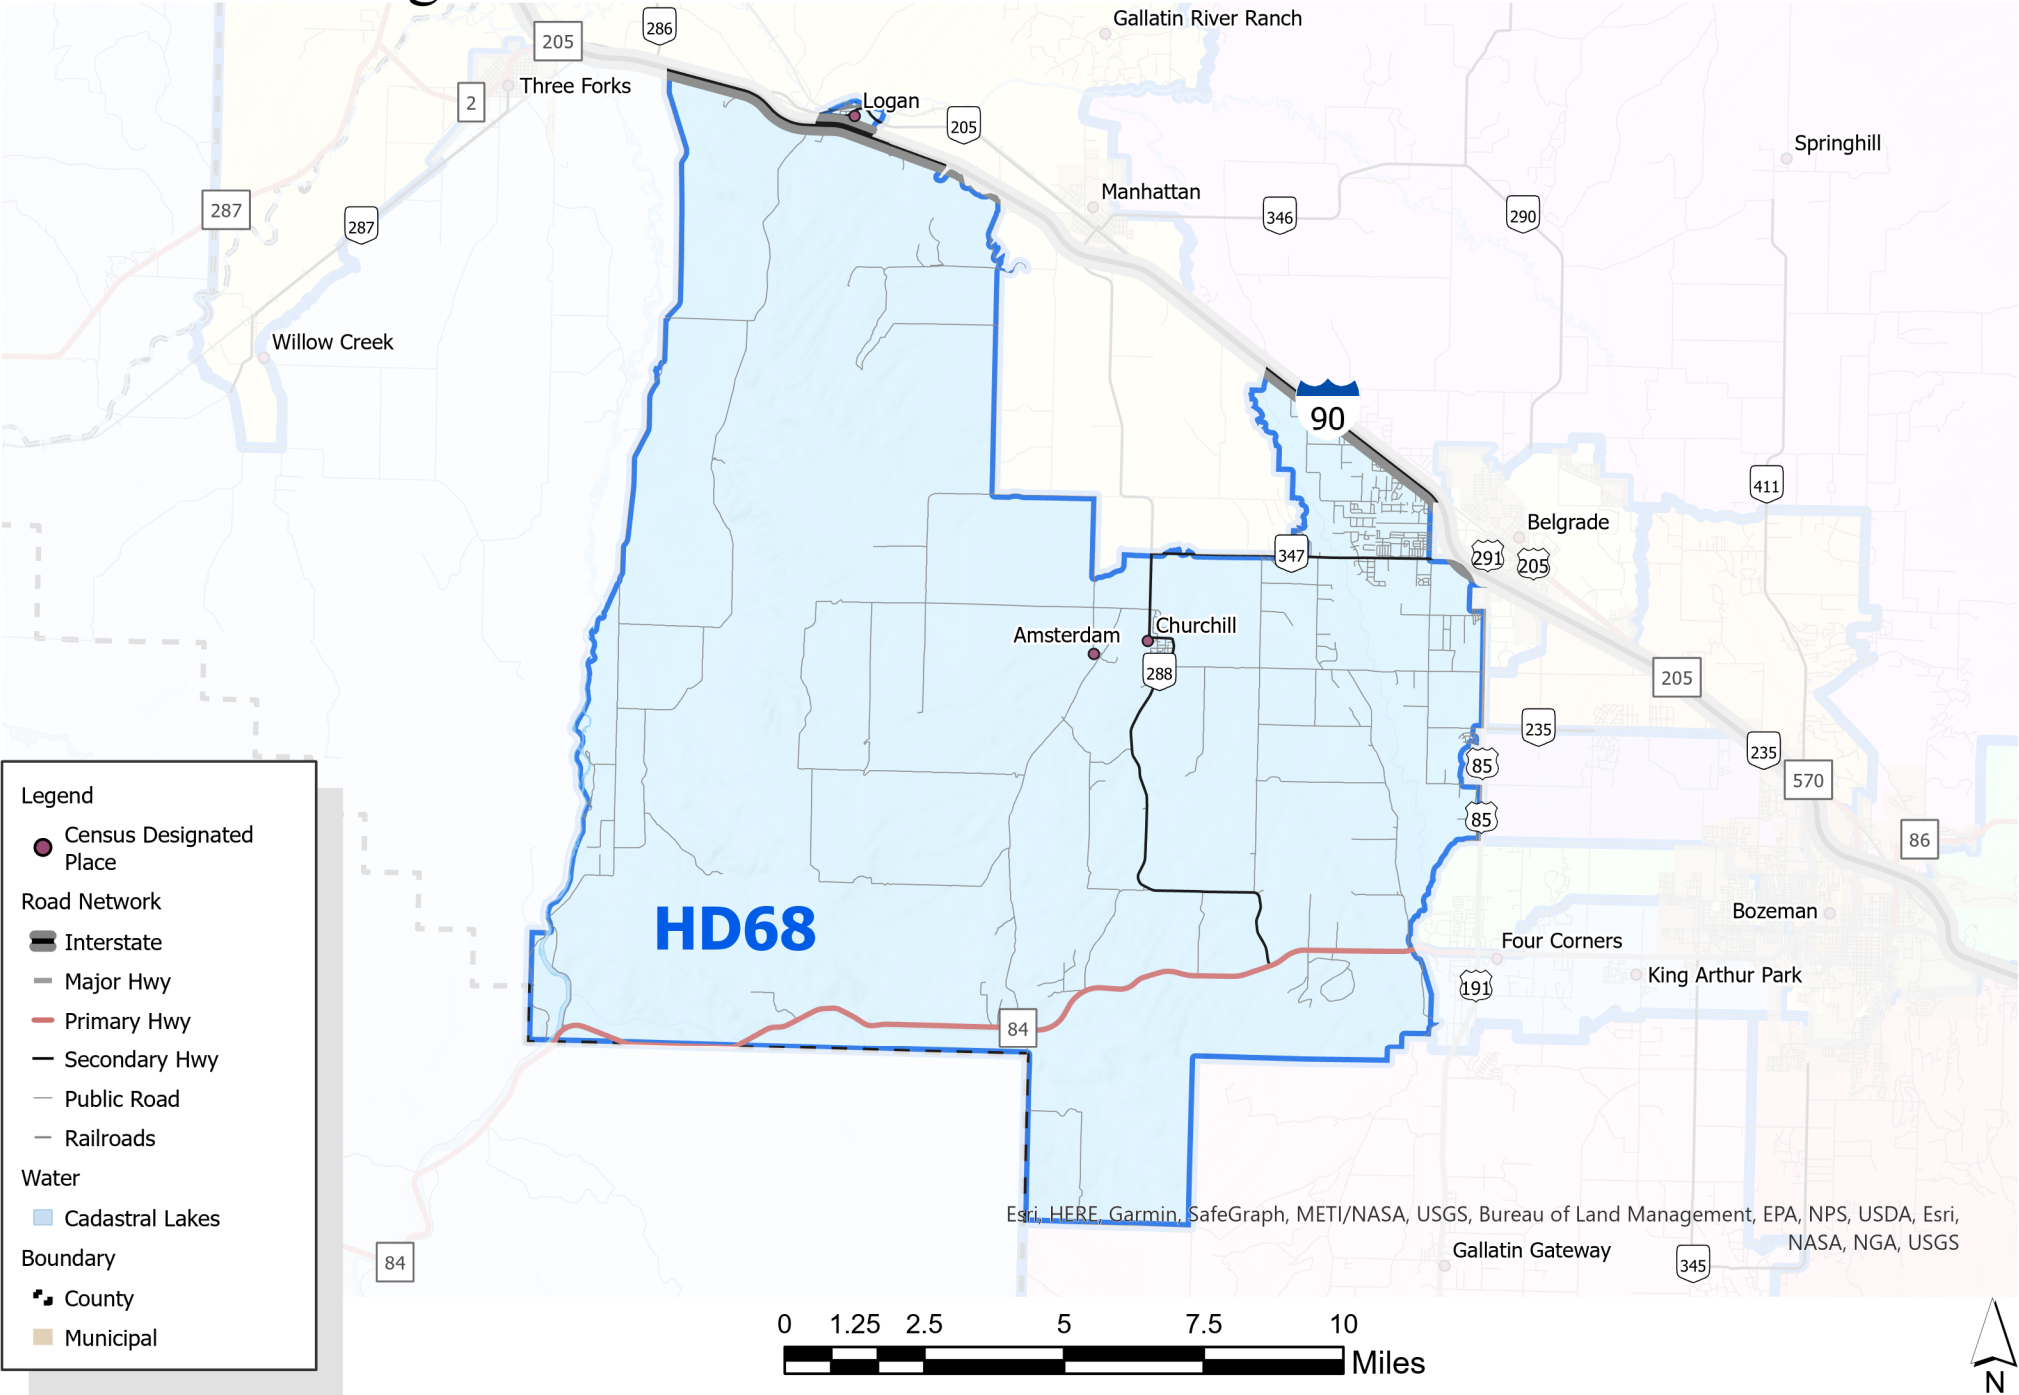 Gallatin River Ranch
286
205
Three Forks
2
Logan
205
Springhill
Manhattan
287
287
346
290
Willow Creek
90
411
Belgrade
347
291
205
Amsterdam
Churchill
288
205
235
235
85
570
85
86
HD68
Bozeman
Four Corners
King Arthur Park
191
84
Legend
Census Designated
Place
Road Network
Interstate
Major Hwy
Primary Hwy
Secondary Hwy
Public Road
Railroads
Water
Cadastral Lakes
Boundary
County
Municipal
84
Esri, HERE, Garmin, SafeGraph, METI/NASA, USGS, Bureau of Land Management, EPA, NPS, USDA, Esri,
NASA, NGA, USGS
Gallatin Gateway
345
0 1.25 2.5 5 7.5 10
Miles
N